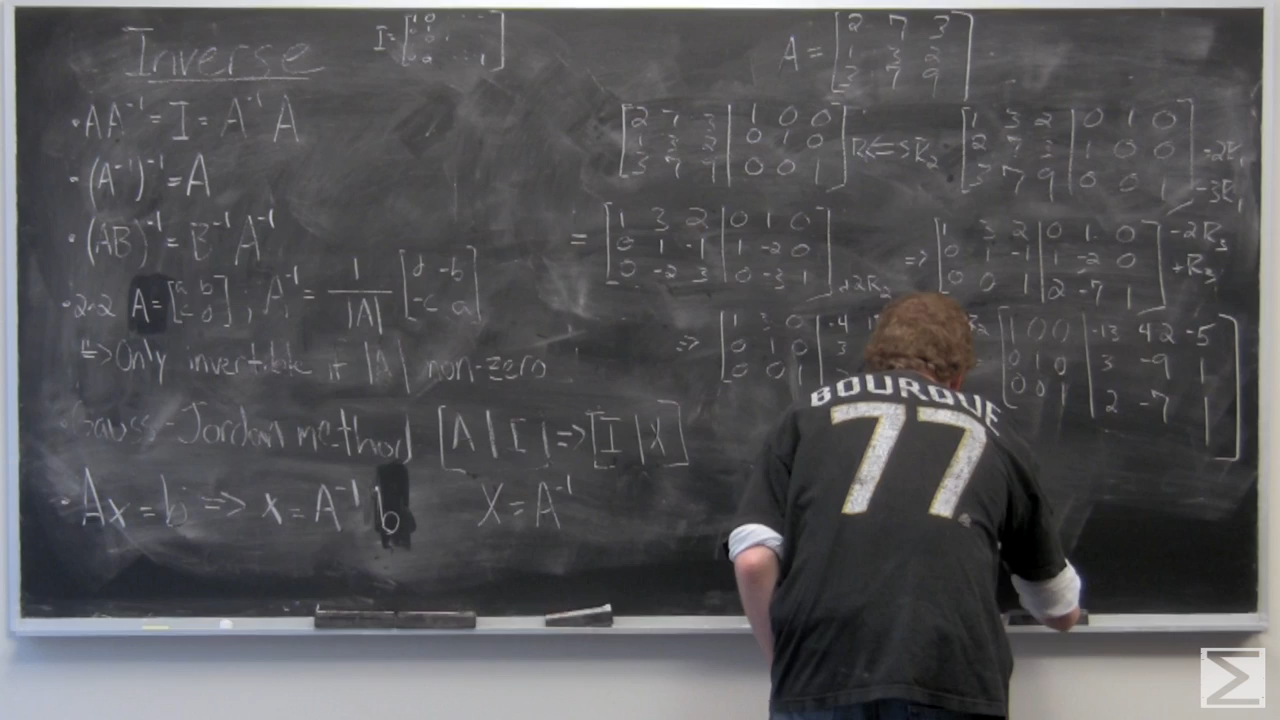 Inverse
I = [1 0 ... 1]
• AA⁻¹ = I = A⁻¹A
• (A⁻¹)⁻¹ = A
• (AB)⁻¹ = B⁻¹A⁻¹
• 2×2 A = [a b; c d], A⁻¹ = 1/|A| [d -b; -c a]
=> Only invertible if |A| non-zero
• Gauss-Jordan method [A | I] => [I | X]
• Ax = b => x = A⁻¹b X = A⁻¹
A = [2 7 3; 1 3 2; 3 7 9]
[2 7 3 | 1 0 0; 1 3 2 | 0 1 0; 3 7 9 | 0 0 1] R₁<=>R₂ [1 3 2 | 0 1 0; 2 7 3 | 1 0 0; 3 7 9 | 0 0 1] -2R₁ -3R₁
= [1 3 2 | 0 1 0; 0 1 -1 | 1 -2 0; 0 -2 3 | 0 -3 1] +2R₂ => [1 3 2 | 0 1 0; 0 1 -1 | 1 -2 0; 0 0 1 | 2 -7 1] -2R₃ +R₃
=> [1 3 0 | -4; 0 1 0 | 3; 0 0 1 [1 0 0 | -13 42 -5; 0 1 0 | 3 -9 1; 0 0 1 | 2 -7 1]
BOURQUE
77
Σ